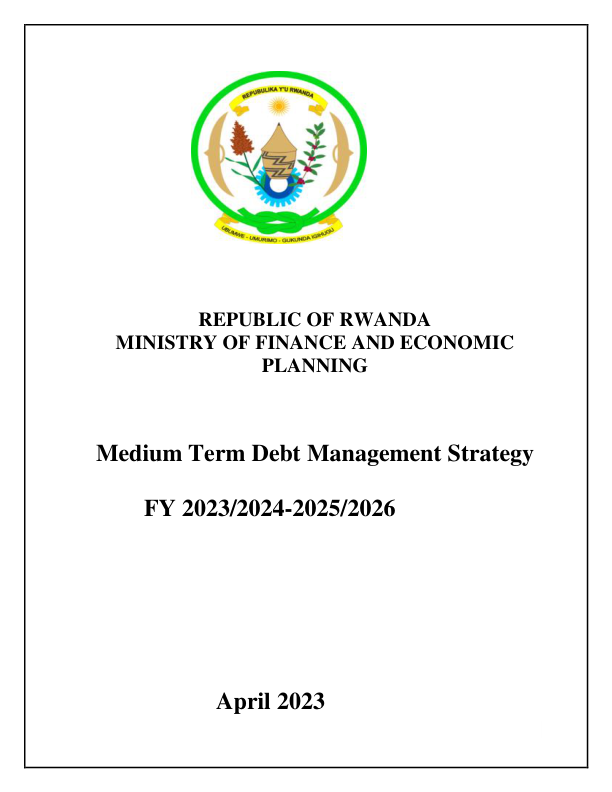 REPUBULIKA Y'U RWANDA
UBUMWE - UMURIMO - GUKUNDA IGIHUGU
REPUBLIC OF RWANDA
MINISTRY OF FINANCE AND ECONOMIC
PLANNING
Medium Term Debt Management Strategy
FY 2023/2024-2025/2026
April 2023